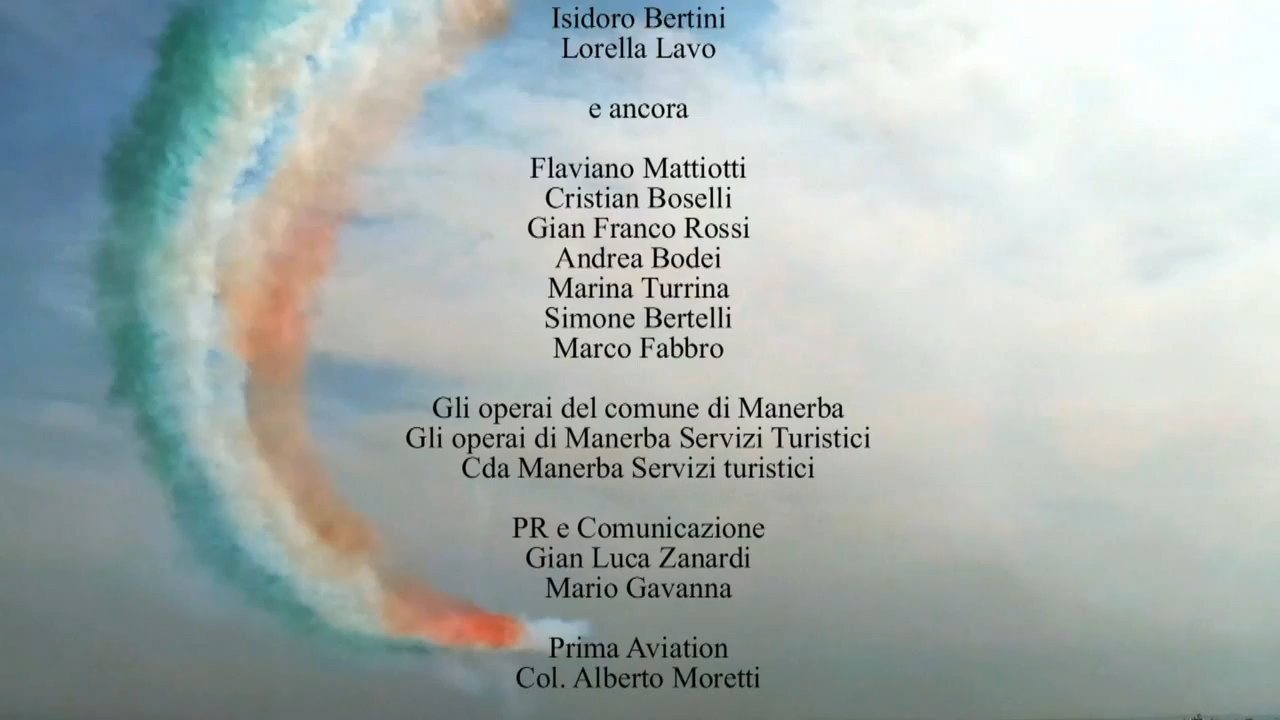 Isidoro Bertini
Lorella Lavo
e ancora
Flaviano Mattiotti
Cristian Boselli
Gian Franco Rossi
Andrea Bodei
Marina Turrina
Simone Bertelli
Marco Fabbro
Gli operai del comune di Manerba
Gli operai di Manerba Servizi Turistici
Cda Manerba Servizi turistici
PR e Comunicazione
Gian Luca Zanardi
Mario Gavanna
Prima Aviation
Col. Alberto Moretti